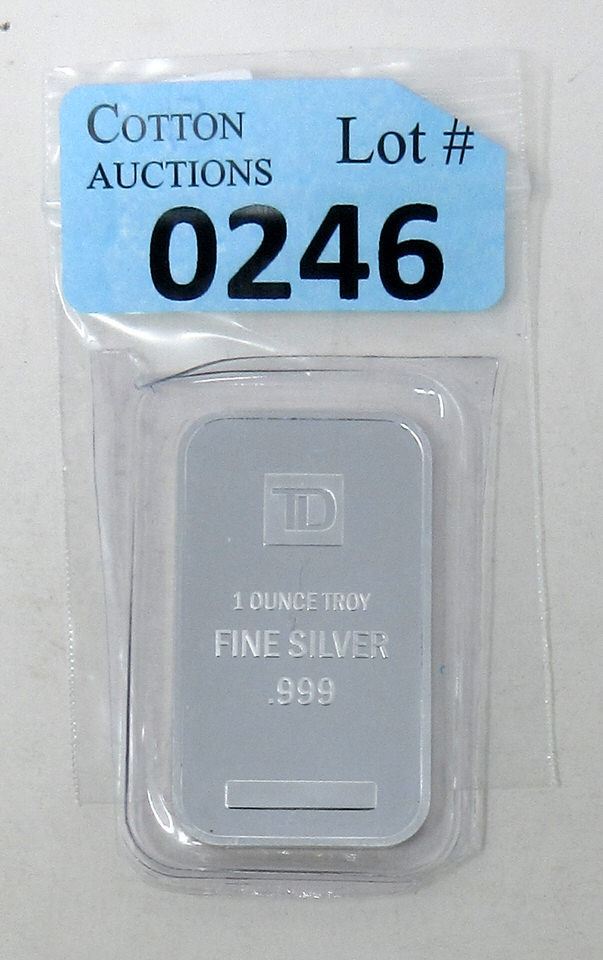 COTTON
AUCTIONS
Lot #
0246
TD
1 OUNCE TROY
FINE SILVER
.999